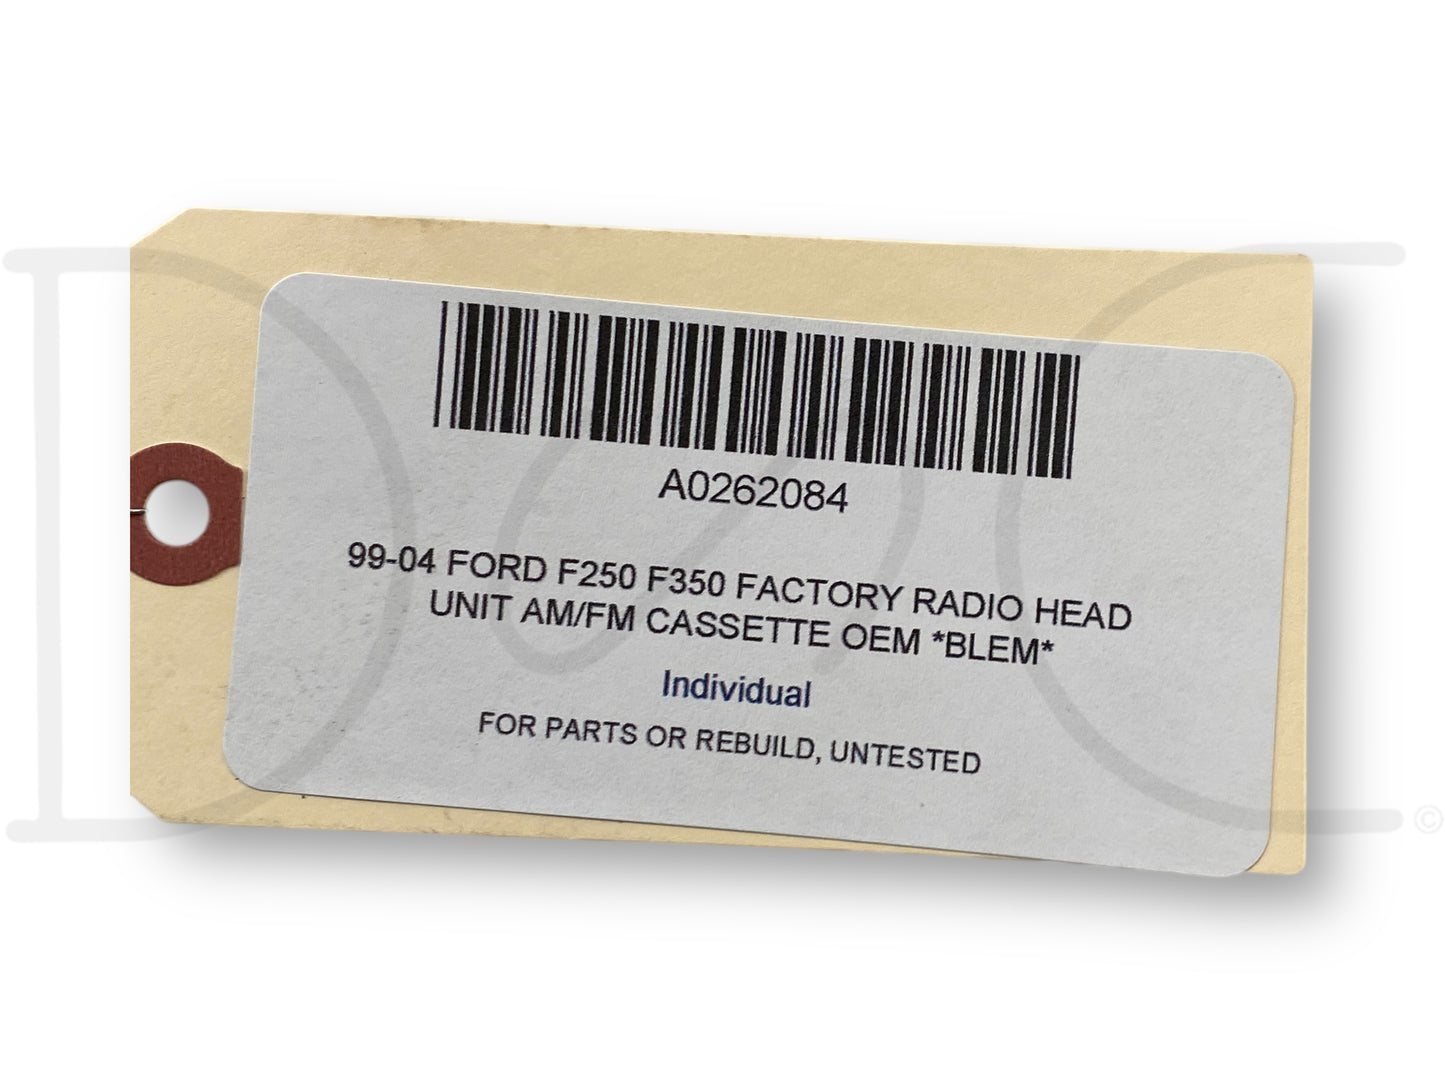 A0262084
99-04 FORD F250 F350 FACTORY RADIO HEAD
UNIT AM/FM CASSETTE OEM *BLEM*
Individual
FOR PARTS OR REBUILD, UNTESTED
©